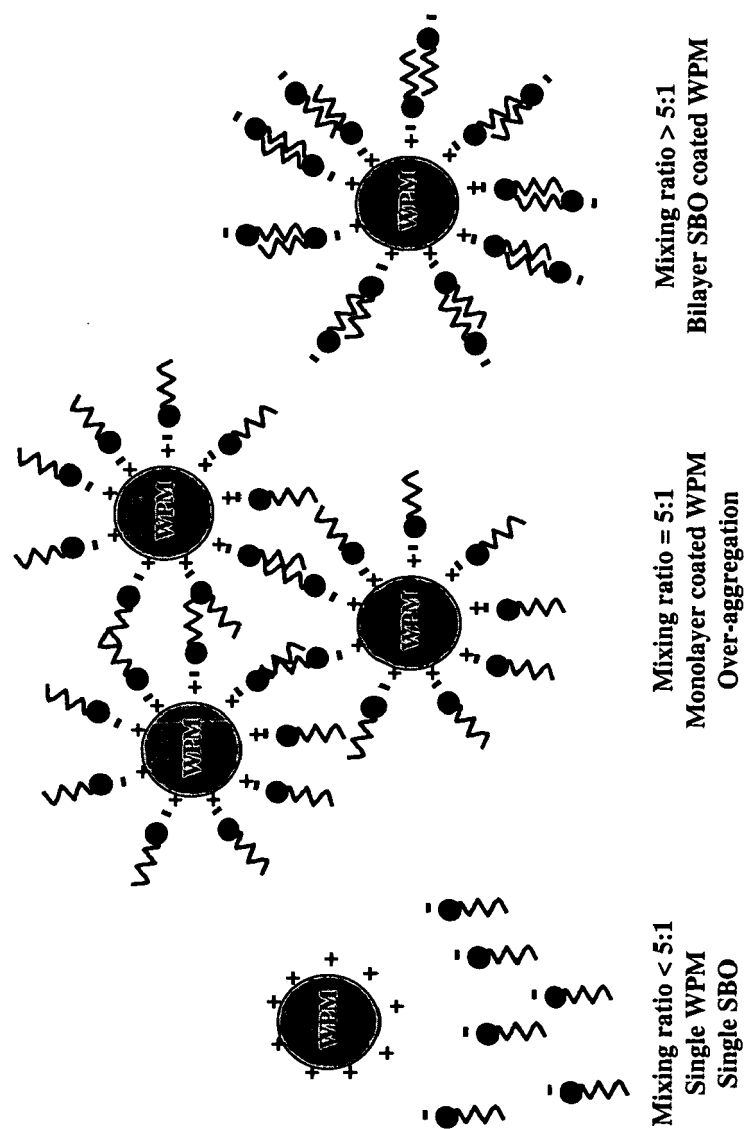 WPM
Mixing ratio < 5:1
Single WPM
Single SBO
WPM
WPM
WPM
Mixing ratio = 5:1
Monolayer coated WPM
Over-aggregation
WPM
Mixing ratio > 5:1
Bilayer SBO coated WPM